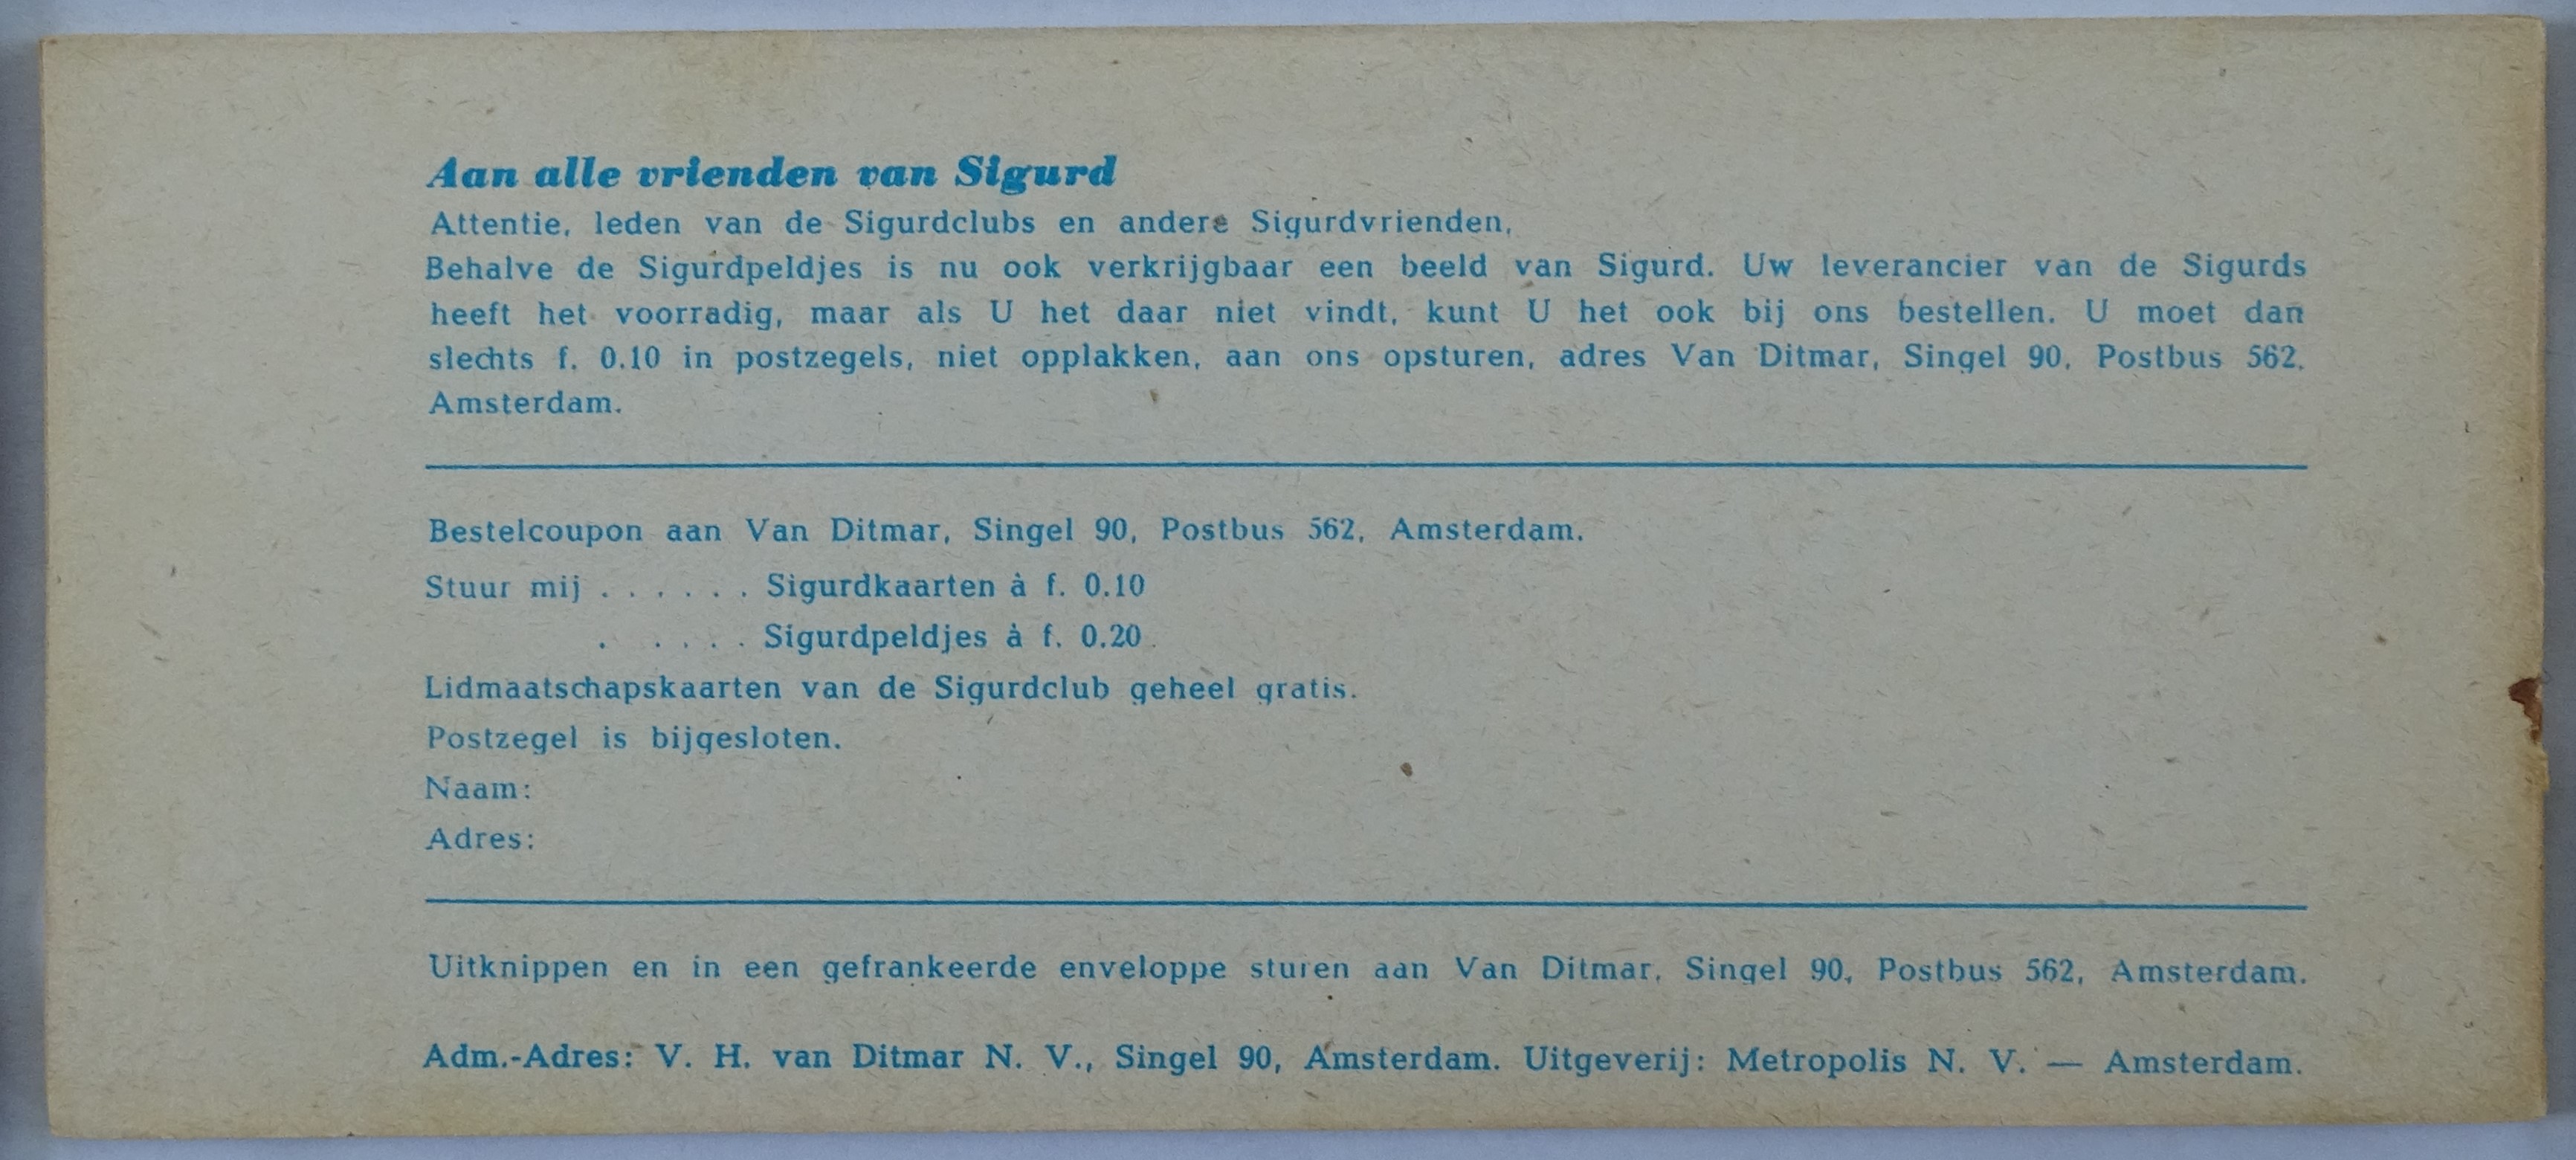 Aan alle vrienden van Sigurd
Attentie, leden van de Sigurdclubs en andere Sigurdvrienden,
Behalve de Sigurdpeldjes is nu ook verkrijgbaar een beeld van Sigurd. Uw leverancier van de Sigurds
heeft het voorradig, maar als U het daar niet vindt, kunt U het ook bij ons bestellen. U moet dan
slechts f. 0.10 in postzegels, niet opplakken, aan ons opsturen, adres Van Ditmar, Singel 90, Postbus 562,
Amsterdam.
Bestelcoupon aan Van Ditmar, Singel 90, Postbus 562, Amsterdam.
Stuur mij . . . . . . Sigurdkaarten à f. 0.10
. . . . . Sigurdpeldjes à f. 0.20
Lidmaatschapskaarten van de Sigurdclub geheel gratis.
Postzegel is bijgesloten.
Naam:
Adres:
Uitknippen en in een gefrankeerde enveloppe sturen aan Van Ditmar, Singel 90, Postbus 562, Amsterdam.
Adm.-Adres: V. H. van Ditmar N. V., Singel 90, Amsterdam. Uitgeverij: Metropolis N. V. — Amsterdam.